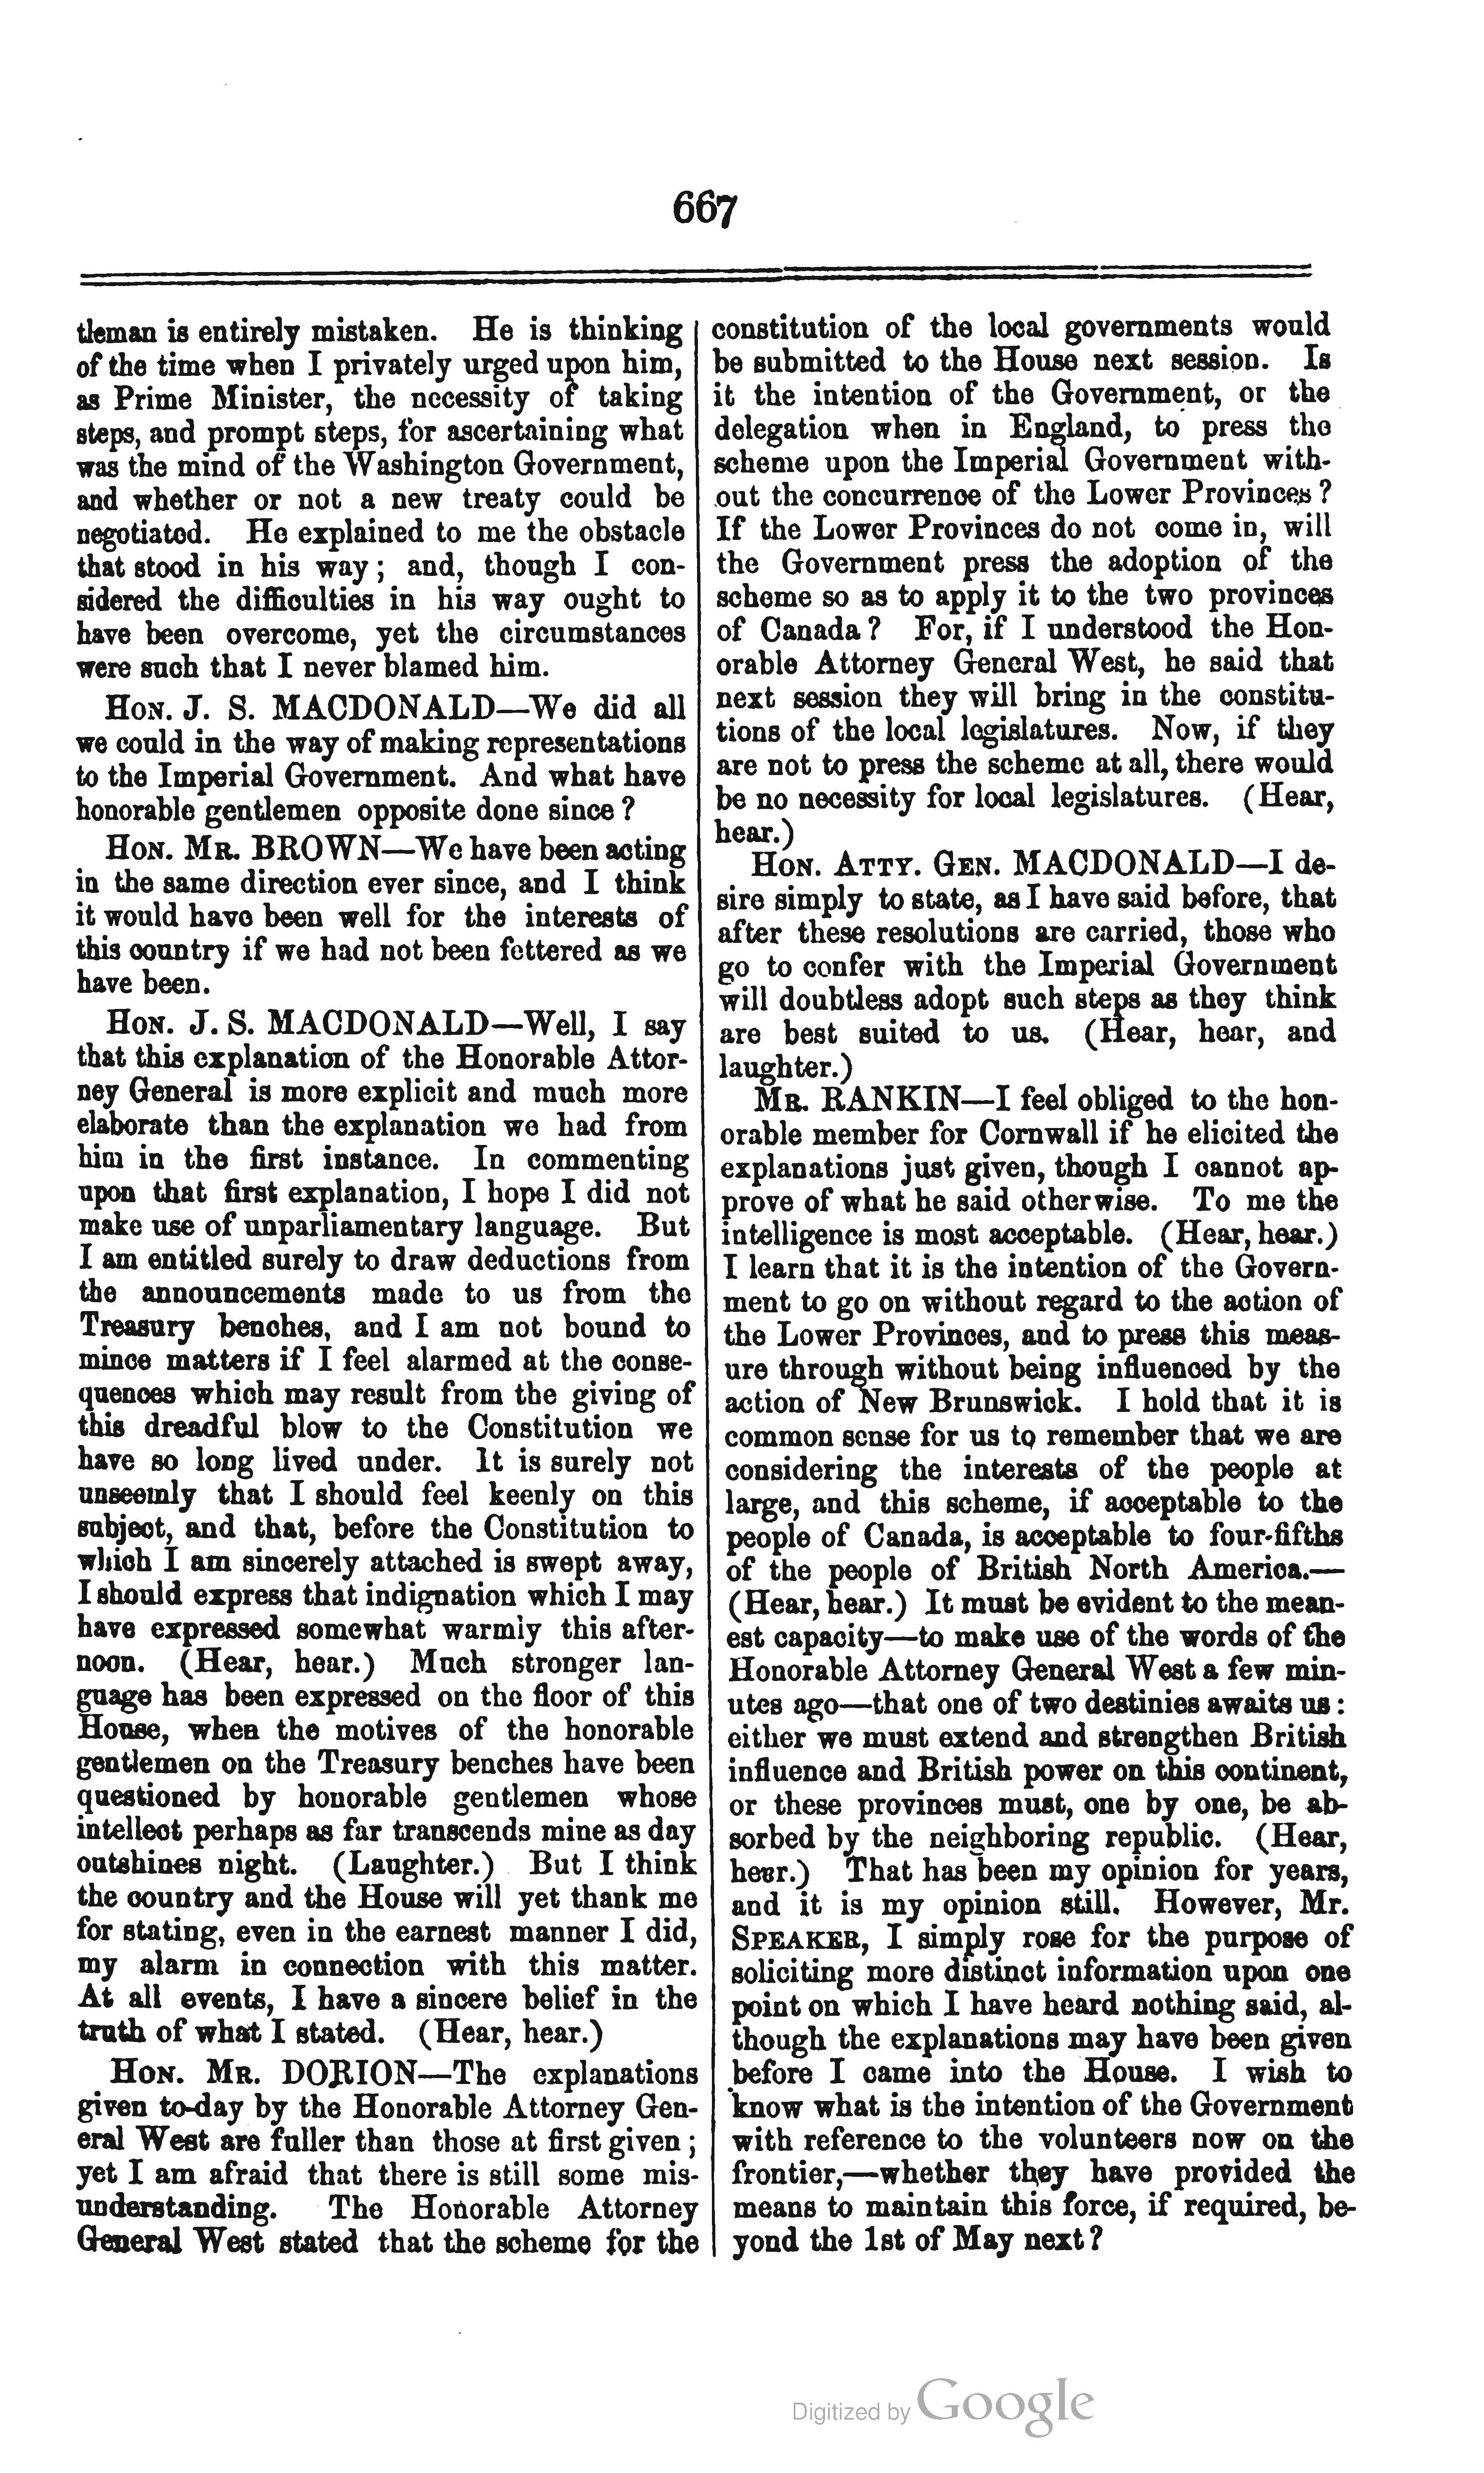 667
tleman is entirely mistaken. He is thinking
of the time when I privately urged upon him,
as Prime Minister, the necessity of taking
steps, and prompt steps, for ascertaining what
was the mind of the Washington Government,
and whether or not a new treaty could be
negotiated. He explained to me the obstacle
that stood in his way; and, though I con-
sidered the difficulties in his way ought to
have been overcome, yet the circumstances
were such that I never blamed him.
HON. J. S. MACDONALD—We did all
we could in the way of making representations
to the Imperial Government. And what have
honorable gentlemen opposite done since?
HON. MR. BROWN—We have been acting
in the same direction ever since, and I think
it would have been well for the interests of
this country if we had not been fettered as we
have been.
HON. J. S. MACDONALD—Well, I say
that this explanation of the Honorable Attor-
ney General is more explicit and much more
elaborate than the explanation we had from
him in the first instance. In commenting
upon that first explanation, I hope I did not
make use of unparliamentary language. But
I am entitled surely to draw deductions from
the announcements made to us from the
Treasury benches, and I am not bound to
mince matters if I feel alarmed at the conse-
quences which may result from the giving of
this dreadful blow to the Constitution we
have so long lived under. It is surely not
unseemly that I should feel keenly on this
subject, and that, before the Constitution to
which I am sincerely attached is swept away,
I should express that indignation which I may
have expressed somewhat warmly this after-
noon. (Hear, hear.) Much stronger lan-
guage has been expressed on the floor of this
House, when the motives of the honorable
gentlemen on the Treasury benches have been
questioned by honorable gentlemen whose
intellect perhaps as far transcends mine as day
outshines night. (Laughter.) But I think
the country and the House will yet thank me
for stating, even in the earnest manner I did,
my alarm in connection with this matter.
At all events, I have a sincere belief in the
truth of what I stated. (Hear, hear.)
HON. MR. DORION—The explanations
given to-day by the Honorable Attorney Gen-
eral West are fuller than those at first given;
yet I am afraid that there is still some mis-
understanding. The Honorable Attorney
General West stated that the scheme for the
constitution of the local governments would
be submitted to the House next session. Is
it the intention of the Government, or the
delegation when in England, to press the
scheme upon the Imperial Government with-
out the concurrence of the Lower Provinces?
If the Lower Provinces do not come in, will
the Government press the adoption of the
scheme so as to apply it to the two provinces
of Canada? For, if I understood the Hon-
orable Attorney General West, he said that
next session they will bring in the constitu-
tions of the local legislatures. Now, if they
are not to press the scheme at all, there would
be no necessity for local legislatures. (Hear,
hear.)
HON. ATTY. GEN. MACDONALD—I de-
sire simply to state, as I have said before, that
after these resolutions are carried, those who
go to confer with the Imperial Government
will doubtless adopt such steps as they think
are best suited to us. (Hear, hear, and
laughter.)
MR. RANKIN—I feel obliged to the hon-
orable member for Cornwall if he elicited the
explanations just given, though I cannot ap-
prove of what he said otherwise. To me the
intelligence is most acceptable. (Hear, hear.)
I learn that it is the intention of the Govern-
ment to go on without regard to the action of
the Lower Provinces, and to press this meas-
ure through without being influenced by the
action of New Brunswick. I hold that it is
common sense for us to remember that we are
considering the interests of the people at
large, and this scheme, if acceptable to the
people of Canada, is acceptable to four-fifths
of the people of British North America.—
(Hear, hear.) It must be evident to the mean-
est capacity—to make use of the words of the
Honorable Attorney General West a few min-
utes ago—that one of two destinies awaits us:
either we must extend and strengthen British
influence and British power on this continent,
or these provinces must, one by one, be ab-
sorbed by the neighboring republic. (Hear,
hear.) That has been my opinion for years,
and it is my opinion still. However, Mr.
SPEAKER, I simply rose for the purpose of
soliciting more distinct information upon one
point on which I have heard nothing said, al-
though the explanations may have been given
before I came into the House. I wish to
know what is the intention of the Government
with reference to the volunteers now on the
frontier,—whether they have provided the
means to maintain this force, if required, be-
yond the 1st of May next?
Digitized by Google